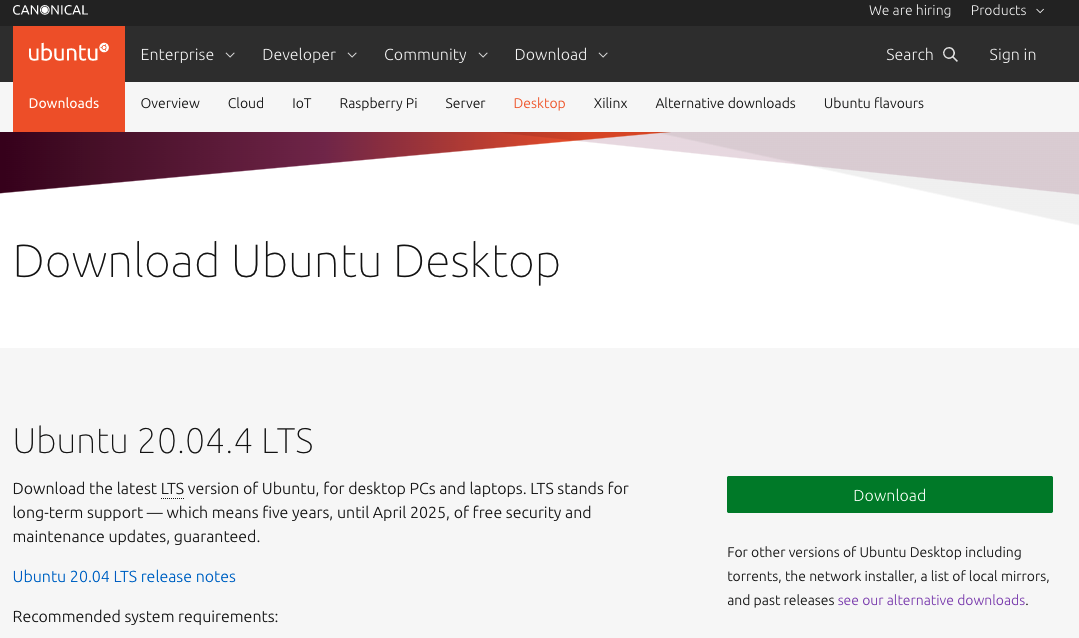 CANONICAL
We are hiring Products
ubuntu
Enterprise Developer Community Download Search Sign in
Downloads Overview Cloud IoT Raspberry Pi Server Desktop Xilinx Alternative downloads Ubuntu flavours
Download Ubuntu Desktop
Ubuntu 20.04.4 LTS
Download the latest LTS version of Ubuntu, for desktop PCs and laptops. LTS stands for
long-term support — which means five years, until April 2025, of free security and
maintenance updates, guaranteed.
Ubuntu 20.04 LTS release notes
Recommended system requirements:
Download
For other versions of Ubuntu Desktop including
torrents, the network installer, a list of local mirrors,
and past releases see our alternative downloads.